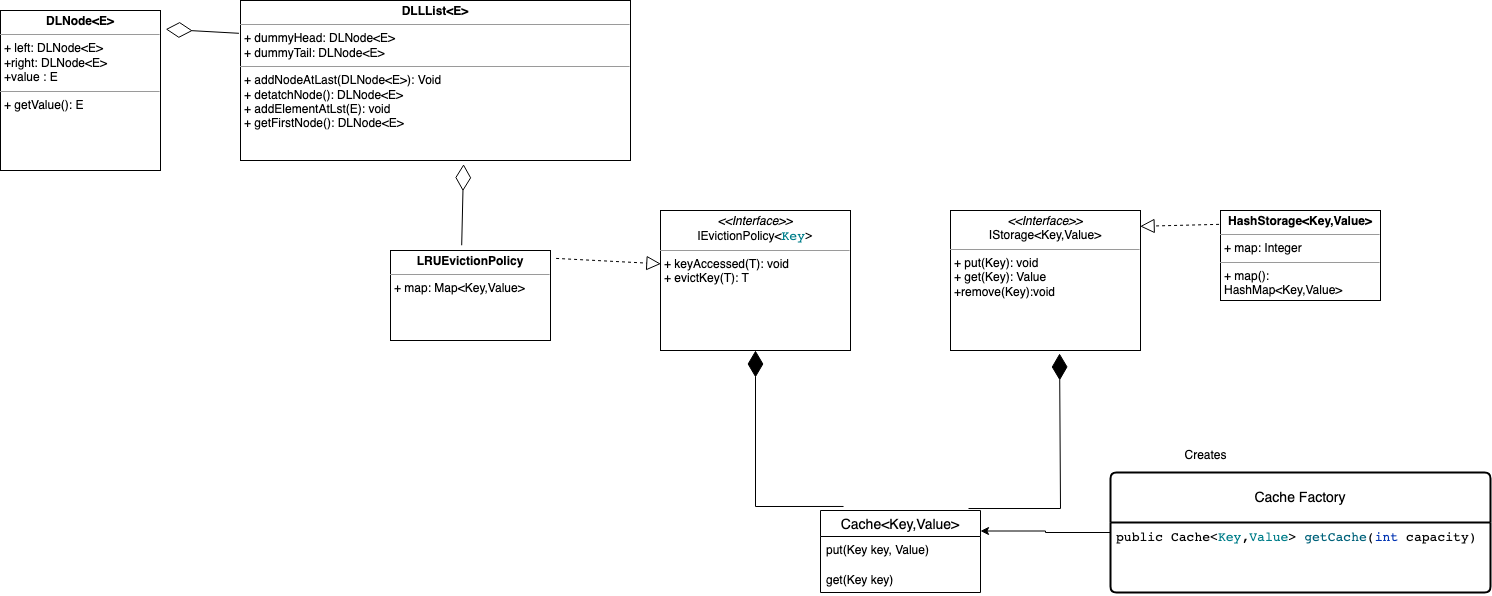 DLNode<E>
+ left: DLNode<E>
+right: DLNode<E>
+value : E
+ getValue(): E
DLLList<E>
+ dummyHead: DLNode<E>
+ dummyTail: DLNode<E>
+ addNodeAtLast(DLNode<E>): Void
+ detatchNode(): DLNode<E>
+ addElementAtLst(E): void
+ getFirstNode(): DLNode<E>
LRUEvictionPolicy
+ map: Map<Key,Value>
<<Interface>>
IEvictionPolicy<Key>
+ keyAccessed(T): void
+ evictKey(T): T
<<Interface>>
IStorage<Key,Value>
+ put(Key): void
+ get(Key): Value
+remove(Key):void
HashStorage<Key,Value>
+ map: Integer
+ map():
HashMap<Key,Value>
Creates
Cache Factory
public Cache<Key,Value> getCache(int capacity)
Cache<Key,Value>
put(Key key, Value)
get(Key key)